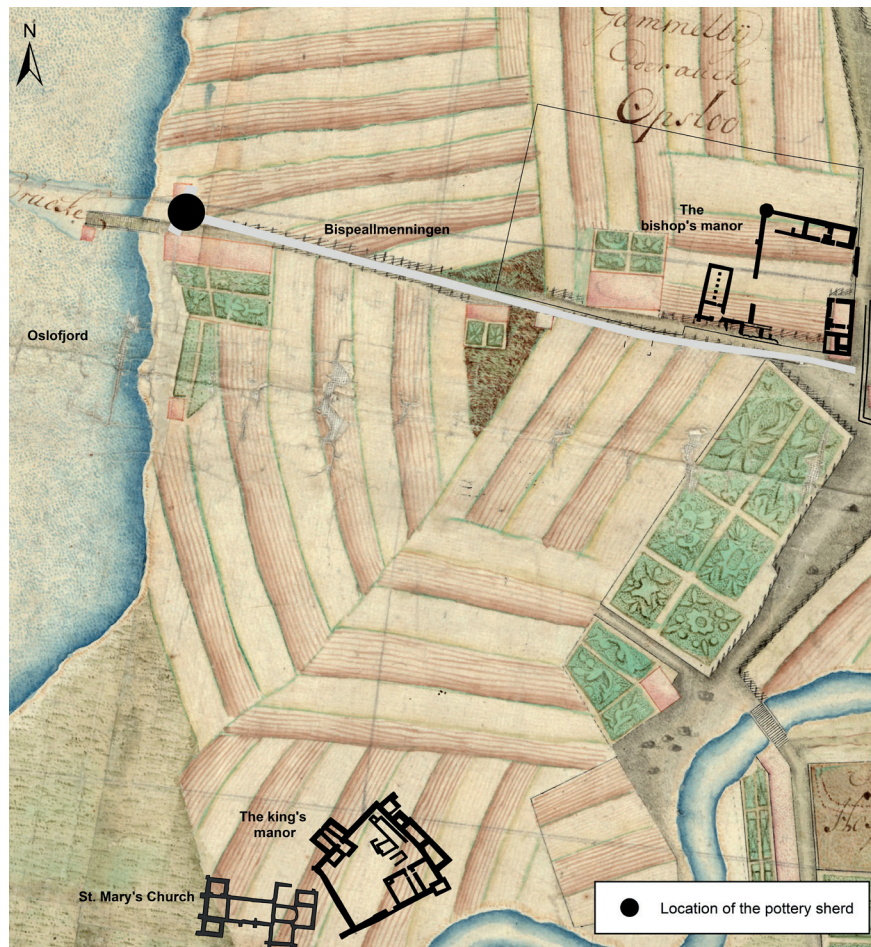 N
Gammelbÿ
Opsloo
Bispeallmenningen
The
bishop's manor
Oslofjord
The king's
manor
St. Mary's Church
Location of the pottery sherd